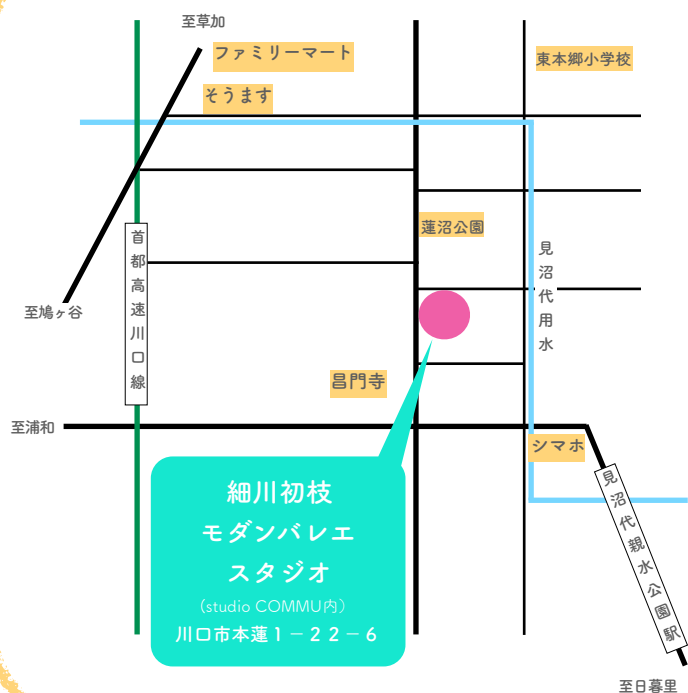 至草加
ファミリーマート
東本郷小学校
そうます
蓮沼公園
首都高速川口線
見沼代用水
至鳩ヶ谷
昌門寺
至浦和
シマホ
見沼代親水公園駅
細川初枝
モダンバレエ
スタジオ
(studio COMMU内)
川口市本蓮1－22－6
至日暮里